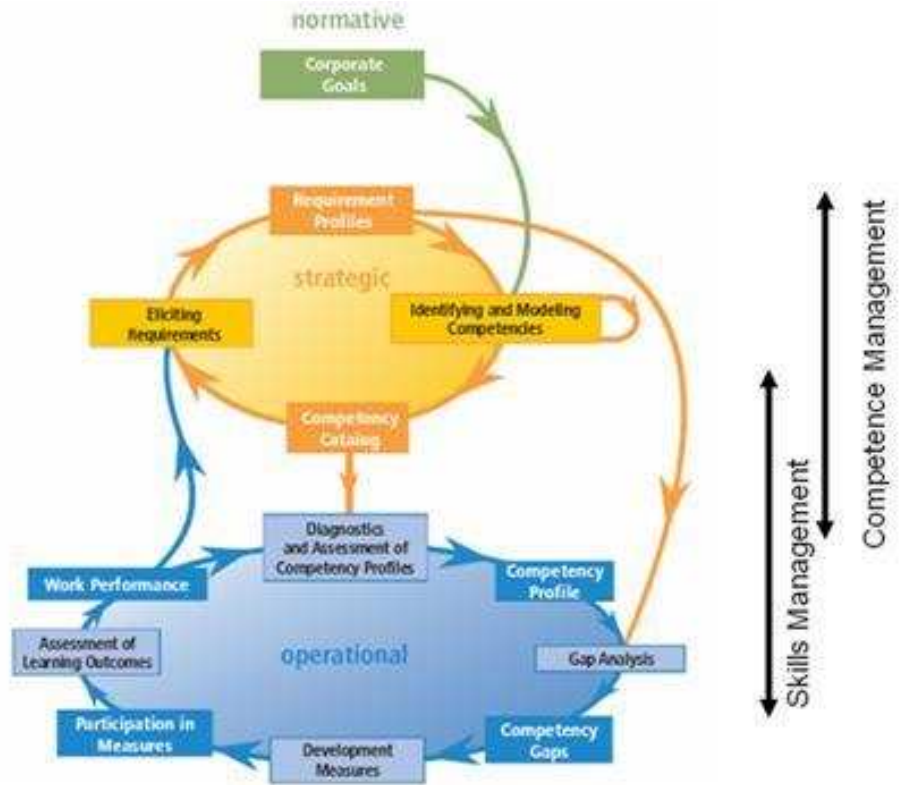 normative
Corporate
Goals
Requirement
Profiles
strategic
Eliciting
Requirements
Identifying and Modeling
Competencies
Competency
Catalog
Diagnostics
and Assessment of
Competency Profiles
Work Performance
Competency
Profile
Assessment of
Learning Outcomes
operational
Gap Analysis
Participation in
Measures
Development
Measures
Competency
Gaps
Skills Management
Competence Management